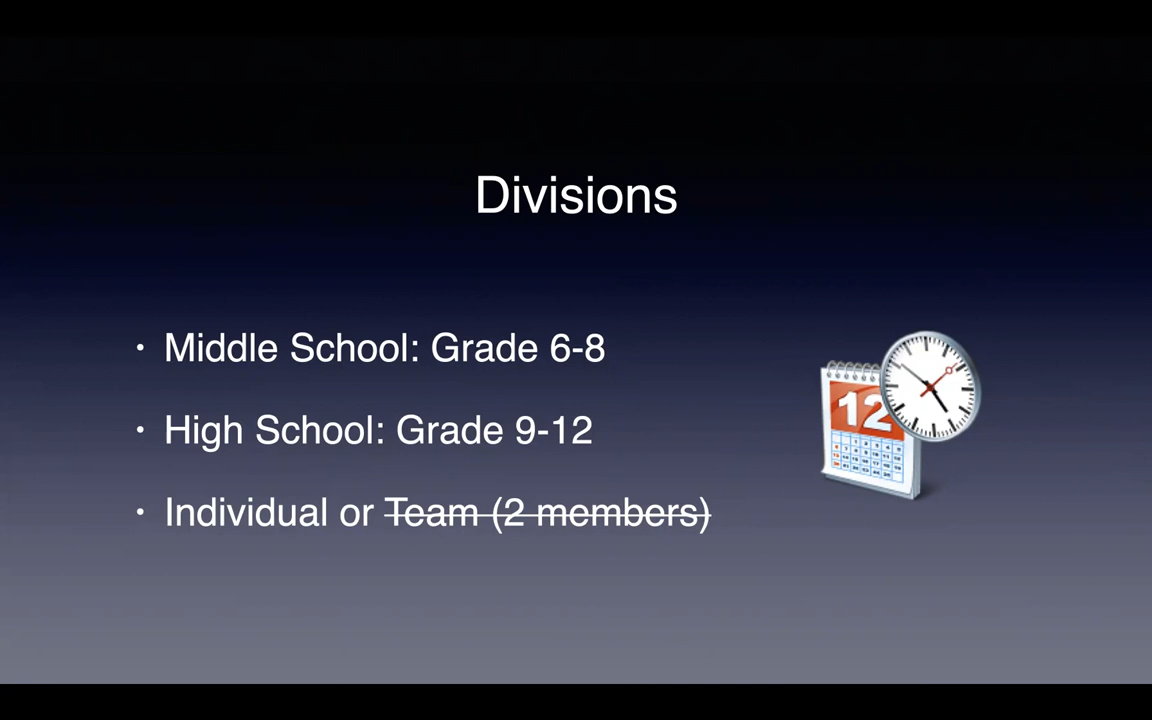 Divisions
• Middle School: Grade 6-8
• High School: Grade 9-12
• Individual or Team (2 members)
12